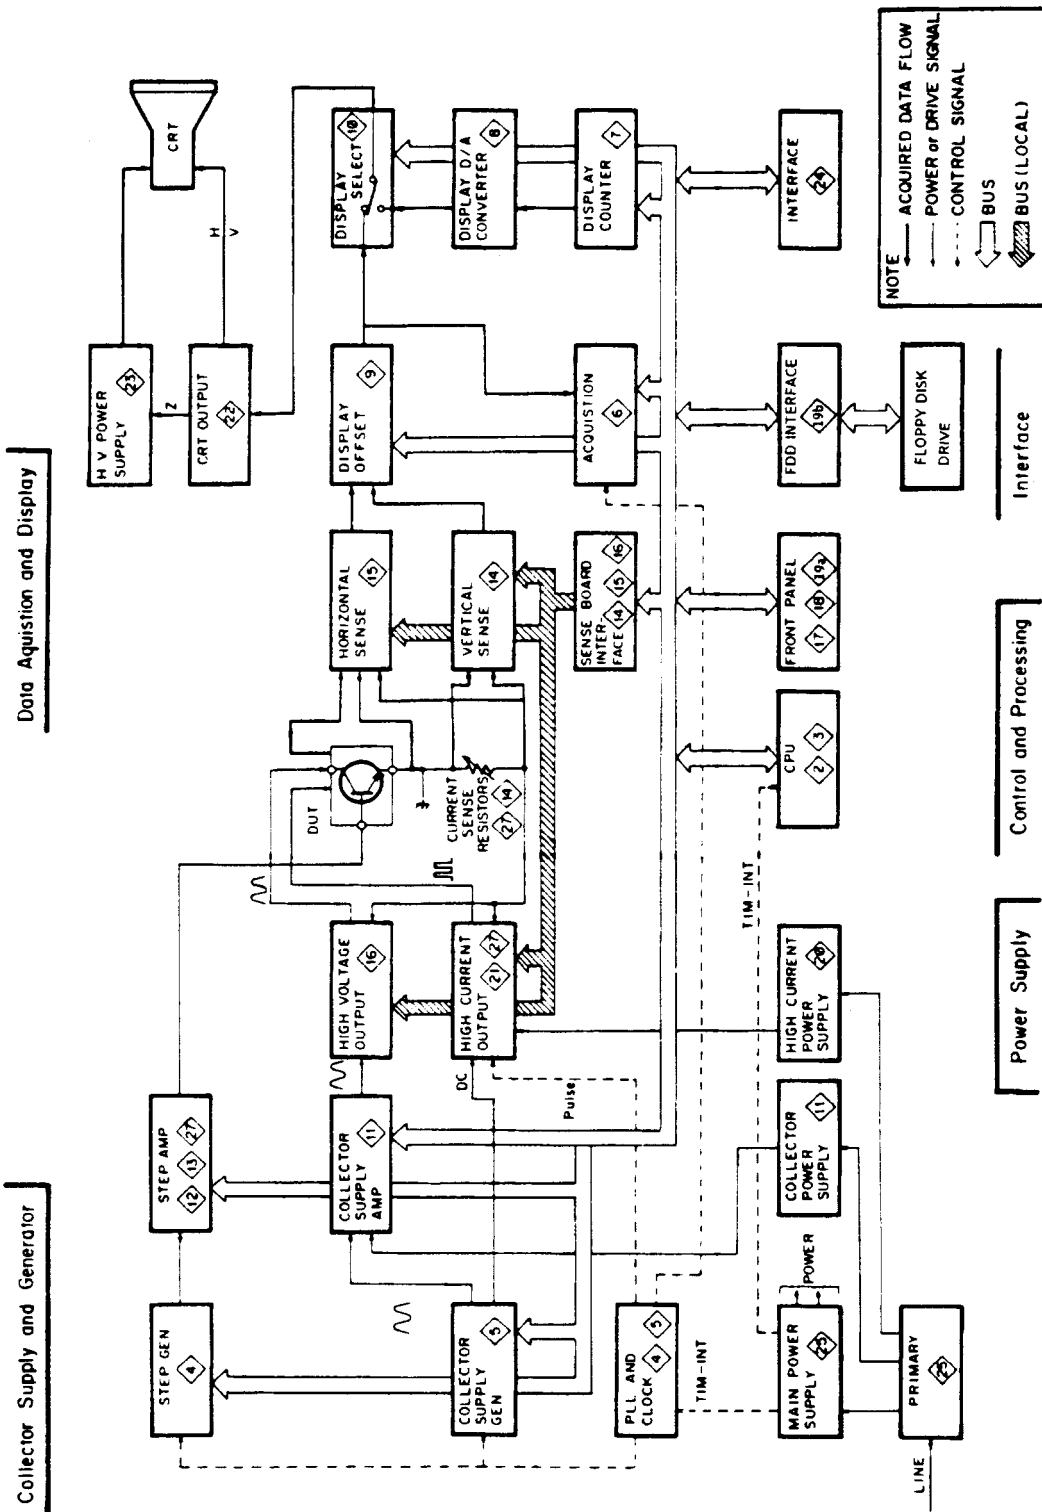 Collector Supply and Generator
Data Aquistion and Display
STEP GEN
4
STEP AMP
12 13 27
H V POWER
SUPPLY
23
CRT
Z
CRT OUTPUT
22
H
V
COLLECTOR
SUPPLY
GEN
5
COLLECTOR
SUPPLY
AMP
11
HIGH VOLTAGE
OUTPUT
16
DC
HIGH CURRENT
OUTPUT
21 27
Pulse
DUT
CURRENT
SENSE
RESISTORS
27 14
HORIZONTAL
SENSE
15
VERTICAL
SENSE
14
SENSE BOARD
INTER-
FACE
14 15 16
DISPLAY
OFFSET
9
ACQUISTION
6
DISPLAY
SELECT
10
DISPLAY D/A
CONVERTER
8
DISPLAY
COUNTER
7
PLL AND
CLOCK
4 5
TIM-INT
TIM-INT
MAIN POWER
SUPPLY
25
POWER
COLLECTOR
POWER
SUPPLY
11
HIGH CURRENT
POWER
SUPPLY
20
CPU
2 3
FRONT PANEL
17 18 19a
FDD INTERFACE
19b
INTERFACE
24
LINE
PRIMARY
25
FLOPPY DISK
DRIVE
NOTE
ACQUIRED DATA FLOW
POWER or DRIVE SIGNAL
CONTROL SIGNAL
BUS
BUS (LOCAL)
Power Supply
Control and Processing
Interface